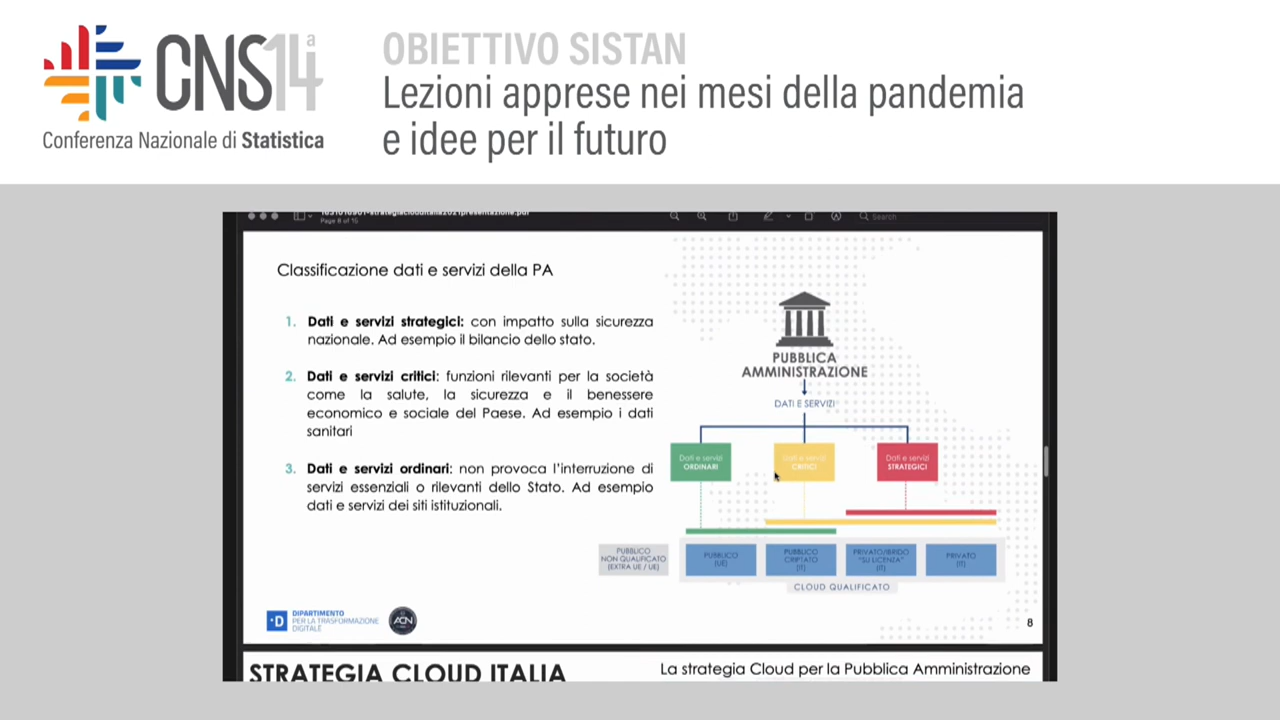 CNS14a
Conferenza Nazionale di Statistica
OBIETTIVO SISTAN
Lezioni apprese nei mesi della pandemia
e idee per il futuro
Page 8 of 15
Search
Classificazione dati e servizi della PA
1. Dati e servizi strategici: con impatto sulla sicurezza
nazionale. Ad esempio il bilancio dello stato.
2. Dati e servizi critici: funzioni rilevanti per la società
come la salute, la sicurezza e il benessere
economico e sociale del Paese. Ad esempio i dati
sanitari
3. Dati e servizi ordinari: non provoca l'interruzione di
servizi essenziali o rilevanti dello Stato. Ad esempio
dati e servizi dei siti istituzionali.
PUBBLICA
AMMINISTRAZIONE
DATI E SERVIZI
Dati e servizi
ORDINARI
Dati e servizi
CRITICI
Dati e servizi
STRATEGICI
PUBBLICO
NON QUALIFICATO
(EXTRA UE / UE)
PUBBLICO
(UE)
PUBBLICO
CRIPTATO
(IT)
PRIVATO/IBRIDO
"SU LICENZA"
(IT)
PRIVATO
(IT)
CLOUD QUALIFICATO
DIPARTIMENTO
PER LA TRASFORMAZIONE
DIGITALE
ACN
8
STRATEGIA CLOUD ITALIA
La strategia Cloud per la Pubblica Amministrazione